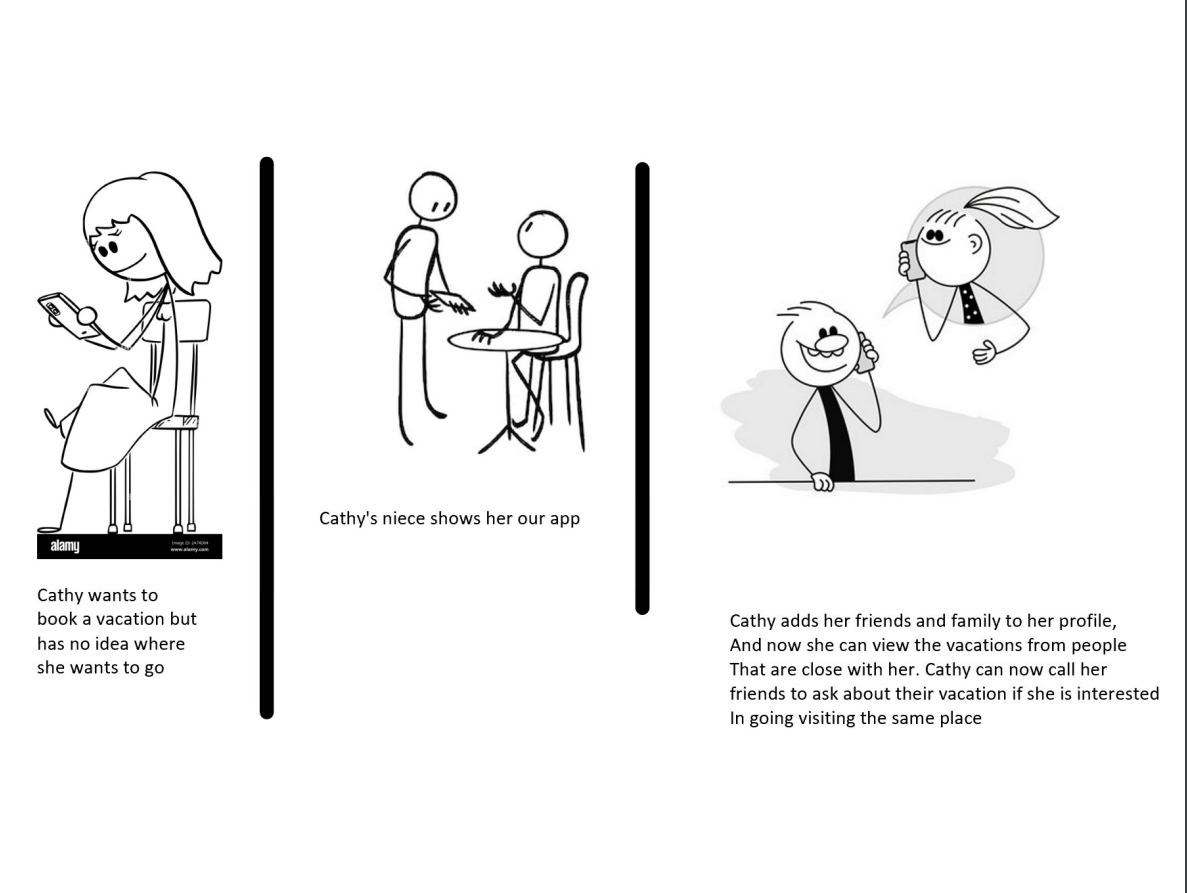 alamy
www.alamy.com
Cathy wants to
book a vacation but
has no idea where
she wants to go
Cathy's niece shows her our app
Cathy adds her friends and family to her profile,
And now she can view the vacations from people
That are close with her. Cathy can now call her
friends to ask about their vacation if she is interested
In going visiting the same place